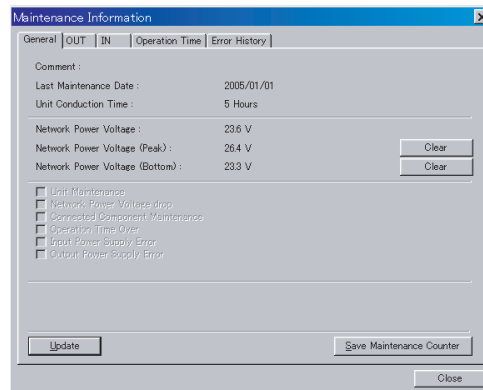 Maintenance Information
General OUT IN Operation Time Error History
Comment :
Last Maintenance Date : 2005/01/01
Unit Conduction Time : 5 Hours
Network Power Voltage : 23.6 V
Network Power Voltage (Peak) : 26.4 V Clear
Network Power Voltage (Bottom) : 23.3 V Clear
Unit Maintenance
Network Power Voltage drop
Connected Component Maintenance
Operation Time Over
Input Power Supply Error
Output Power Supply Error
Update Save Maintenance Counter
Close